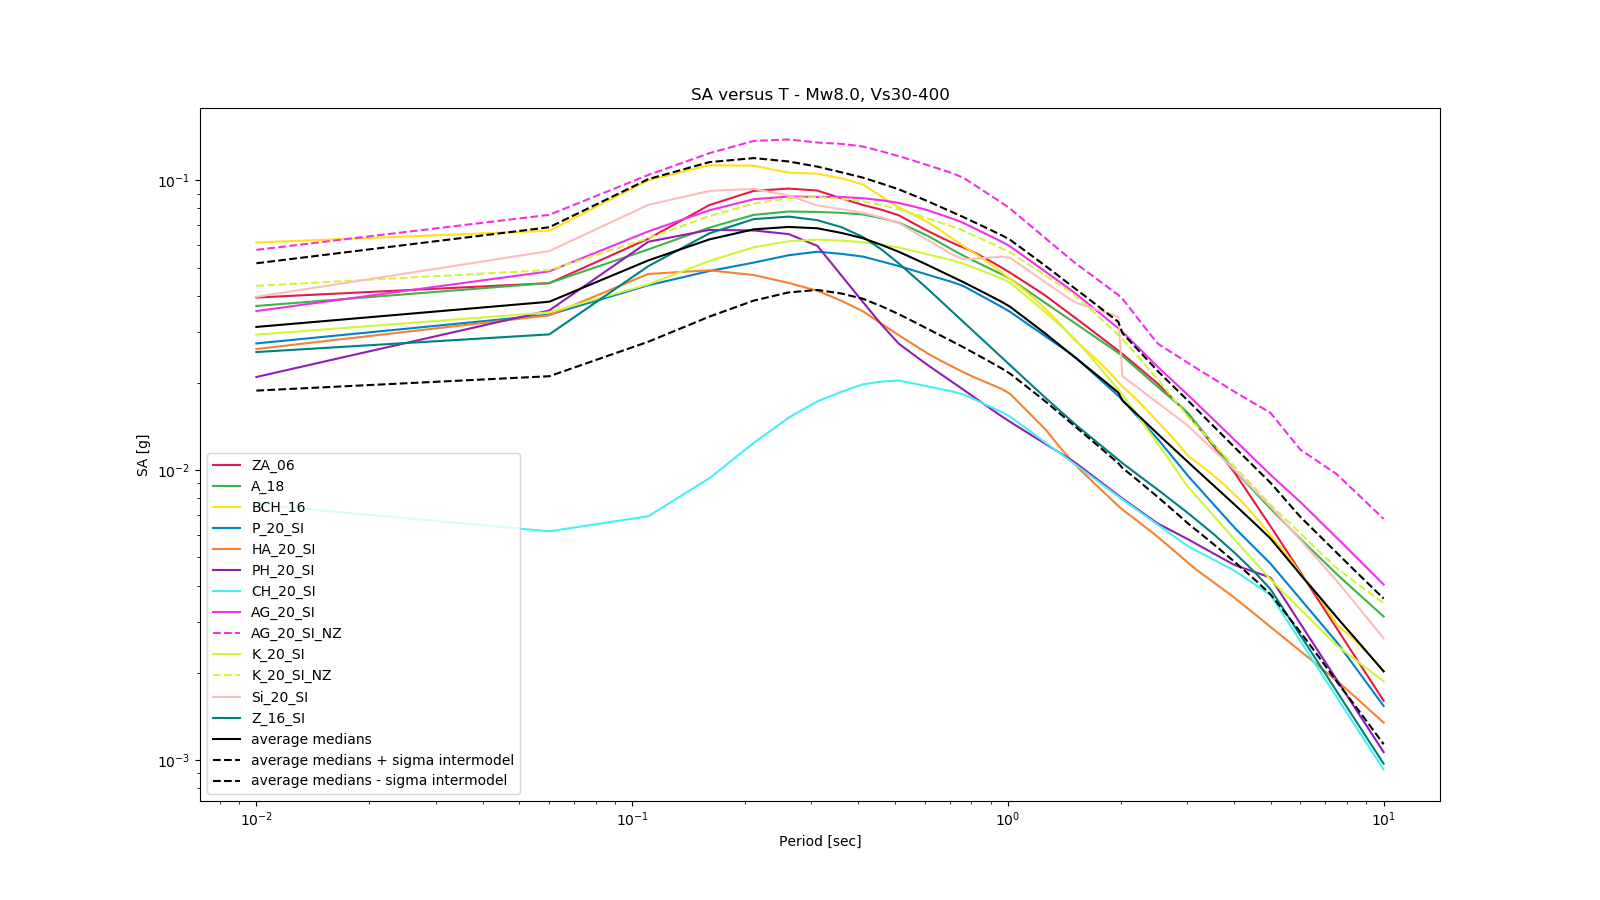 SA versus T - Mw8.0, Vs30-400
SA [g]
10⁻¹
10⁻²
10⁻³
ZA_06
A_18
BCH_16
P_20_SI
HA_20_SI
PH_20_SI
CH_20_SI
AG_20_SI
AG_20_SI_NZ
K_20_SI
K_20_SI_NZ
Si_20_SI
Z_16_SI
average medians
average medians + sigma intermodel
average medians - sigma intermodel
10⁻² 10⁻¹ 10⁰ 10¹
Period [sec]